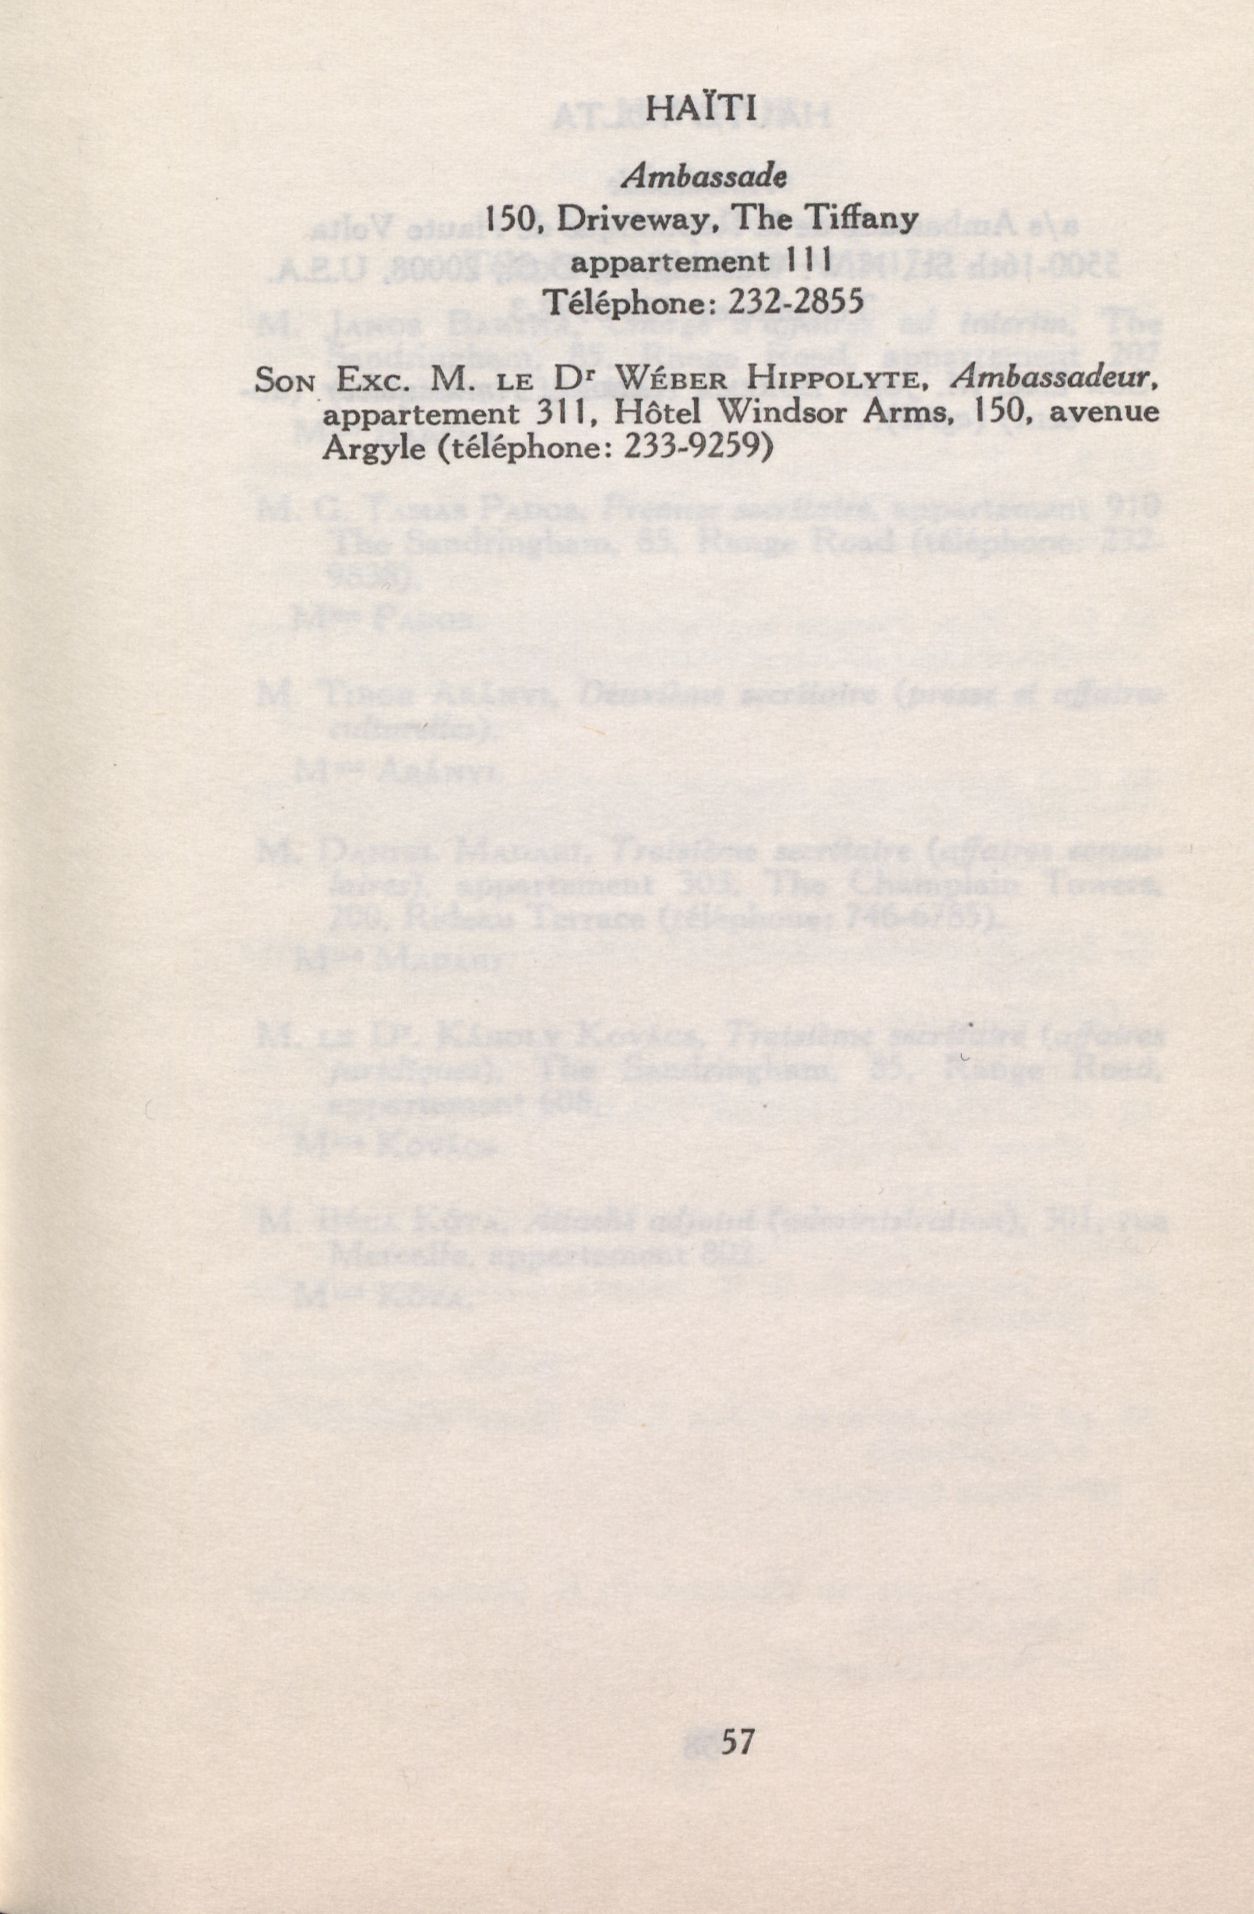 HAÏTI
Ambassade
150, Driveway, The Tiffany
appartement 111
Téléphone: 232-2855
SON EXC. M. LE Dr WÉBER HIPPOLYTE, Ambassadeur,
appartement 311, Hôtel Windsor Arms, 150, avenue
Argyle (téléphone: 233-9259)
57